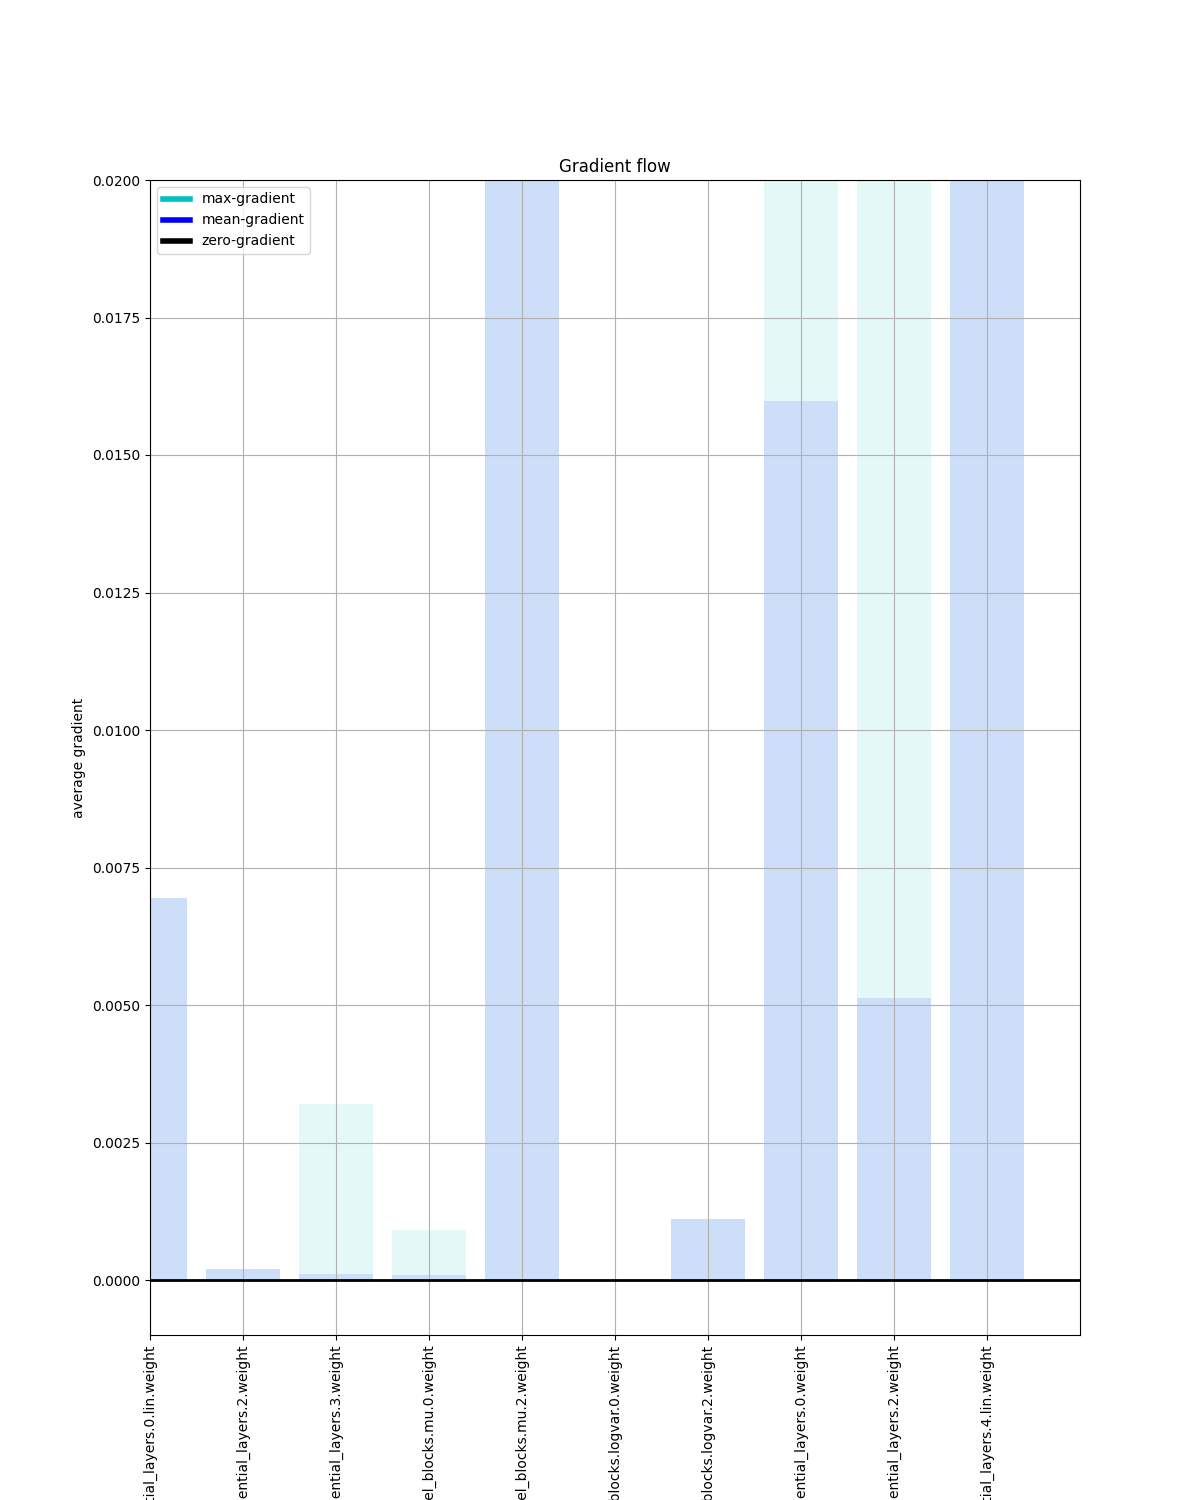 Gradient flow
max-gradient
mean-gradient
zero-gradient
0.0200
0.0175
0.0150
0.0125
0.0100
0.0075
0.0050
0.0025
0.0000
average gradient
tial_layers.0.lin.weight
ential_layers.2.weight
ential_layers.3.weight
el_blocks.mu.0.weight
el_blocks.mu.2.weight
blocks.logvar.0.weight
blocks.logvar.2.weight
ential_layers.0.weight
ential_layers.2.weight
tial_layers.4.lin.weight